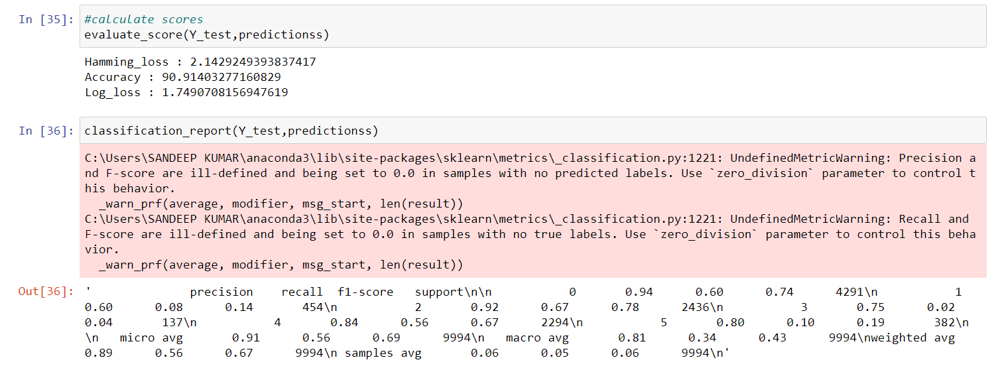 In [35]: #calculate scores
evaluate_score(Y_test,predictionss)
Hamming_loss : 2.1429249393837417
Accuracy : 90.91403277160829
Log_loss : 1.7490708156947619
In [36]: classification_report(Y_test,predictionss)
C:\Users\SANDEEP KUMAR\anaconda3\lib\site-packages\sklearn\metrics\_classification.py:1221: UndefinedMetricWarning: Precision a
nd F-score are ill-defined and being set to 0.0 in samples with no predicted labels. Use `zero_division` parameter to control t
his behavior.
_warn_prf(average, modifier, msg_start, len(result))
C:\Users\SANDEEP KUMAR\anaconda3\lib\site-packages\sklearn\metrics\_classification.py:1221: UndefinedMetricWarning: Recall and
F-score are ill-defined and being set to 0.0 in samples with no true labels. Use `zero_division` parameter to control this beha
vior.
_warn_prf(average, modifier, msg_start, len(result))
Out[36]: ' precision recall f1-score support\n\n 0 0.94 0.60 0.74 4291\n 1
0.60 0.08 0.14 454\n 2 0.92 0.67 0.78 2436\n 3 0.75 0.02
0.04 137\n 4 0.84 0.56 0.67 2294\n 5 0.80 0.10 0.19 382\n
\n micro avg 0.91 0.56 0.69 9994\n macro avg 0.81 0.34 0.43 9994\nweighted avg
0.89 0.56 0.67 9994\n samples avg 0.06 0.05 0.06 9994\n'